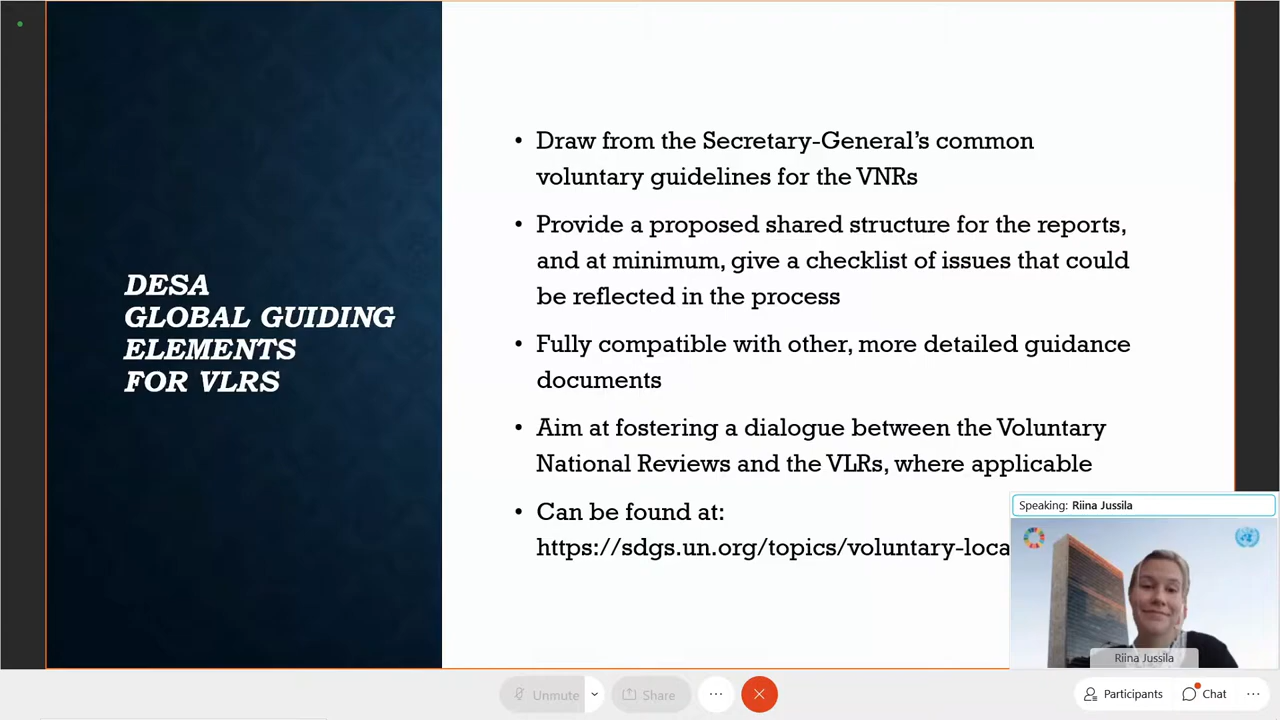 DESA
GLOBAL GUIDING
ELEMENTS
FOR VLRS
• Draw from the Secretary-General's common
voluntary guidelines for the VNRs
• Provide a proposed shared structure for the reports,
and at minimum, give a checklist of issues that could
be reflected in the process
• Fully compatible with other, more detailed guidance
documents
• Aim at fostering a dialogue between the Voluntary
National Reviews and the VLRs, where applicable
• Can be found at:
https://sdgs.un.org/topics/voluntary-loca
Speaking: Riina Jussila
Riina Jussila
Unmute
Share
Participants
Chat